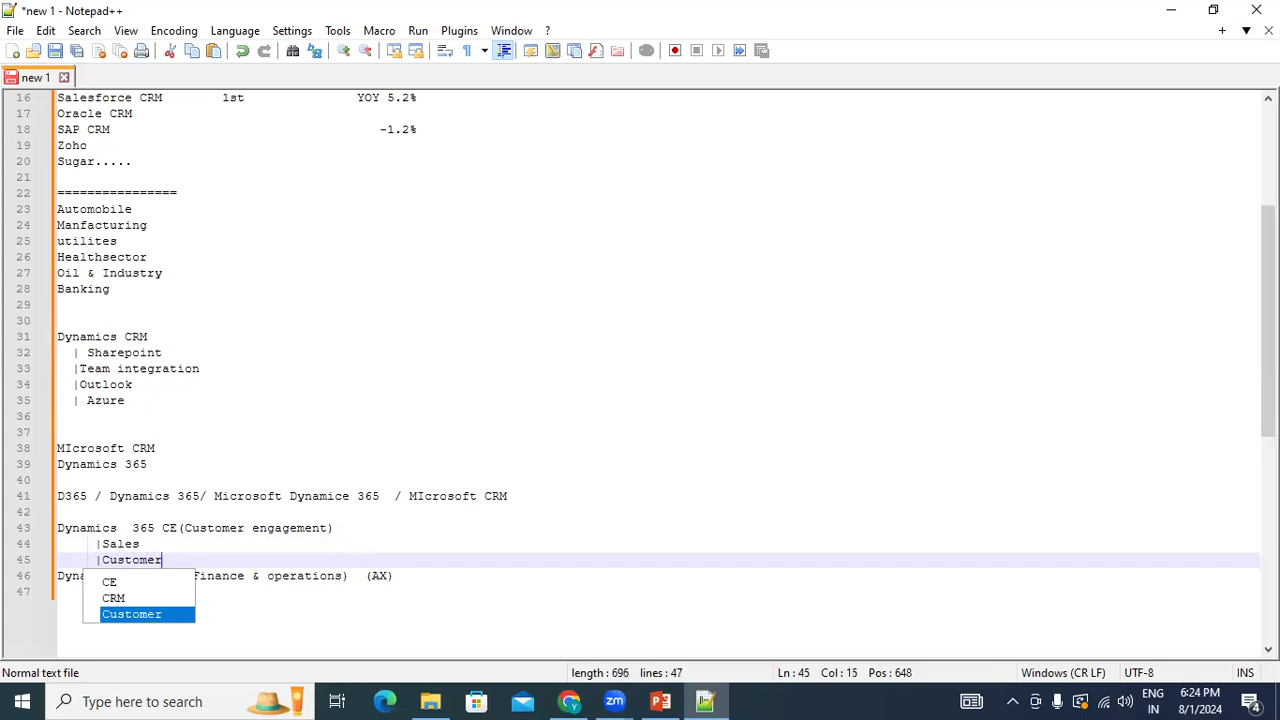 *new 1 - Notepad++
File Edit Search View Encoding Language Settings Tools Macro Run Plugins Window ?
new 1
16 Salesforce CRM 1st YOY 5.2%
17 Oracle CRM
18 SAP CRM -1.2%
19 Zoho
20 Sugar.....
21
22 ================
23 Automobile
24 Manfacturing
25 utilites
26 Healthsector
27 Oil & Industry
28 Banking
29
30
31 Dynamics CRM
32 | Sharepoint
33 |Team integration
34 |Outlook
35 | Azure
36
37
38 MIcrosoft CRM
39 Dynamics 365
40
41 D365 / Dynamics 365/ Microsoft Dynamice 365 / MIcrosoft CRM
42
43 Dynamics 365 CE(Customer engagement)
44 |Sales
45 |Customer
46 Dyna Finance & operations) (AX)
47
CE
CRM
Customer
Normal text file length : 696 lines : 47 Ln : 45 Col : 15 Pos : 648 Windows (CR LF) UTF-8 INS
Type here to search ENG IN 6:24 PM 8/1/2024 4